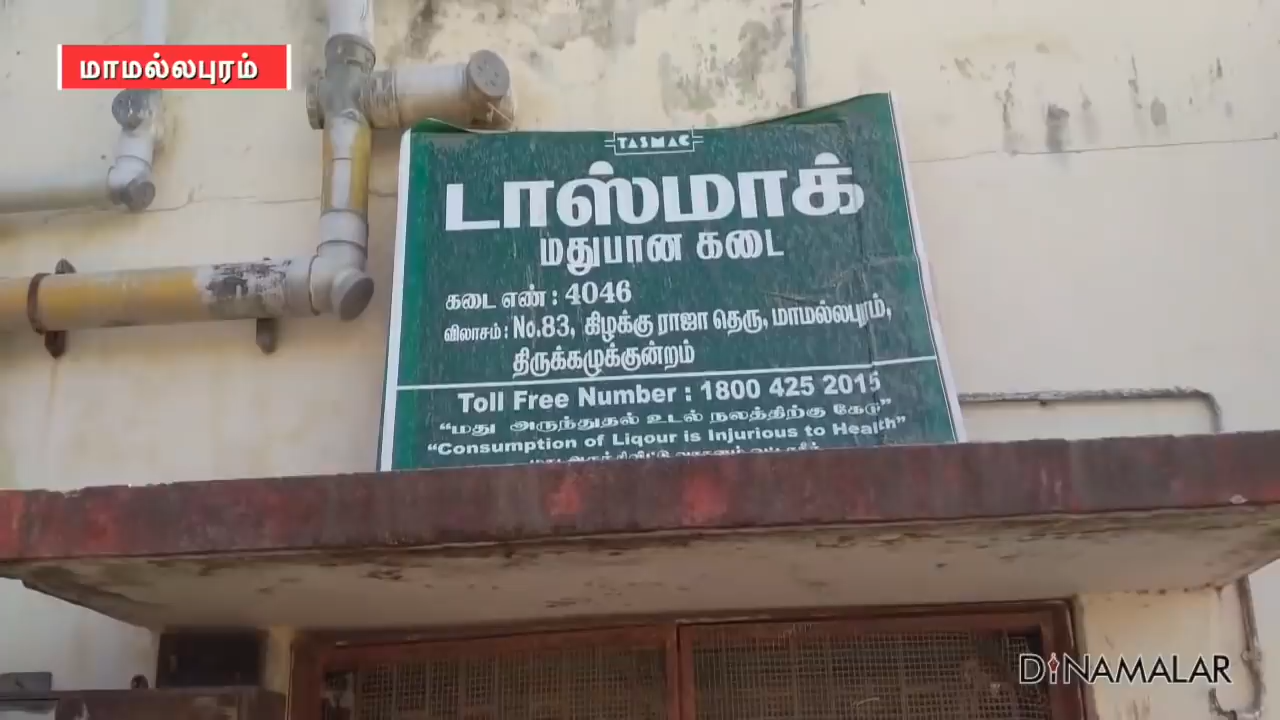 மாமல்லபுரம்
TASMAC
டாஸ்மாக்
மதுபான கடை
கடை எண் : 4046
விலாசம் : No.83, கிழக்கு ராஜா தெரு, மாமல்லபுரம்,
திருக்கழுக்குன்றம்
Toll Free Number : 1800 425 2015
“மது அருந்துதல் உடல் நலத்திற்கு கேடு”
“Consumption of Liqour is Injurious to Health”
DINAMALAR